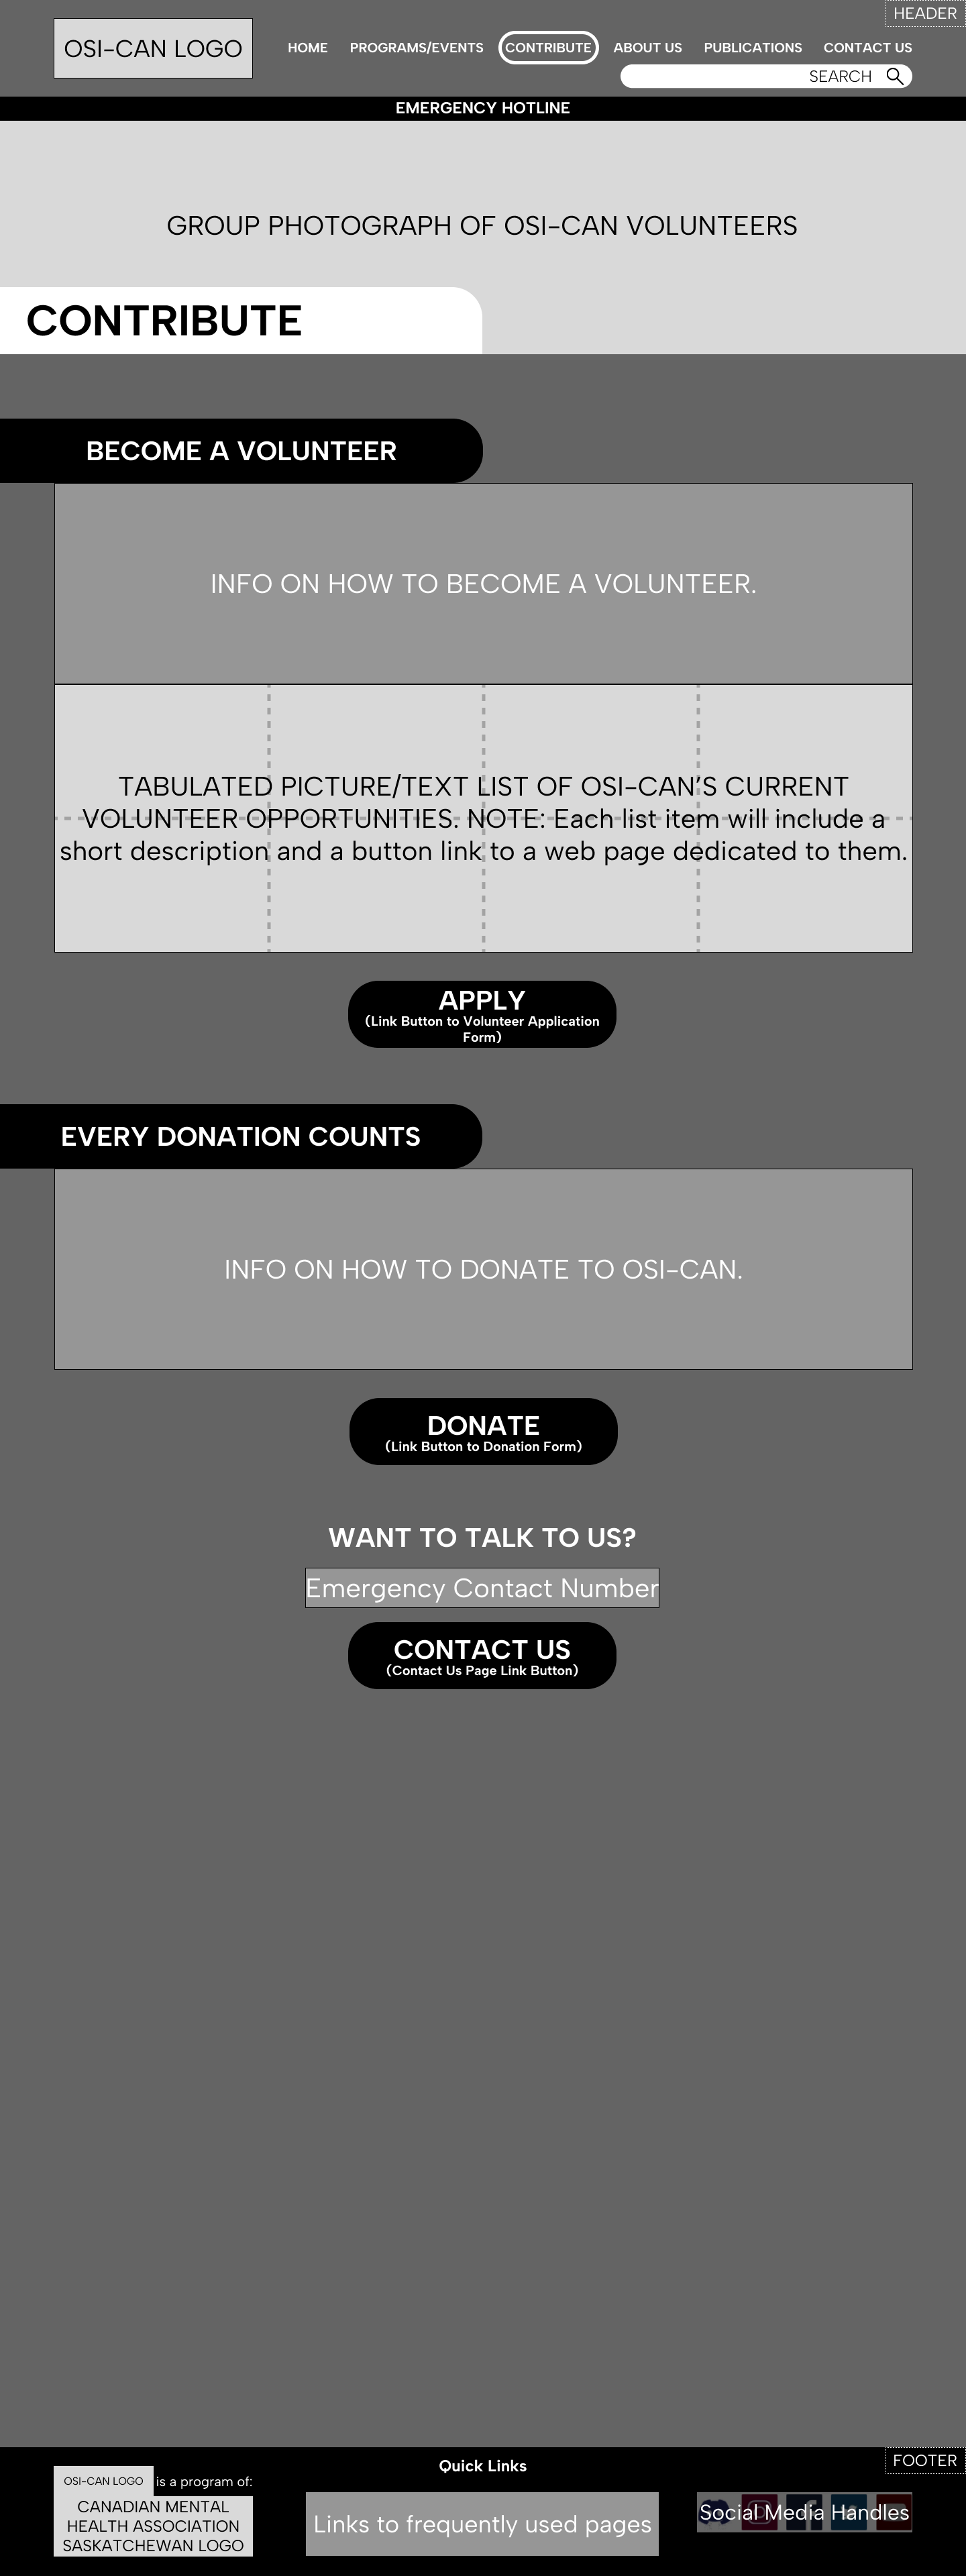 HEADER
OSI-CAN LOGO
HOME PROGRAMS/EVENTS CONTRIBUTE ABOUT US PUBLICATIONS CONTACT US
SEARCH
EMERGENCY HOTLINE
GROUP PHOTOGRAPH OF OSI-CAN VOLUNTEERS
CONTRIBUTE
BECOME A VOLUNTEER
INFO ON HOW TO BECOME A VOLUNTEER.
TABULATED PICTURE/TEXT LIST OF OSI-CAN'S CURRENT
VOLUNTEER OPPORTUNITIES. NOTE: Each list item will include a
short description and a button link to a web page dedicated to them.
APPLY
(Link Button to Volunteer Application
Form)
EVERY DONATION COUNTS
INFO ON HOW TO DONATE TO OSI-CAN.
DONATE
(Link Button to Donation Form)
WANT TO TALK TO US?
Emergency Contact Number
CONTACT US
(Contact Us Page Link Button)
FOOTER
OSI-CAN LOGO is a program of:
CANADIAN MENTAL
HEALTH ASSOCIATION
SASKATCHEWAN LOGO
Quick Links
Links to frequently used pages
Social Media Handles